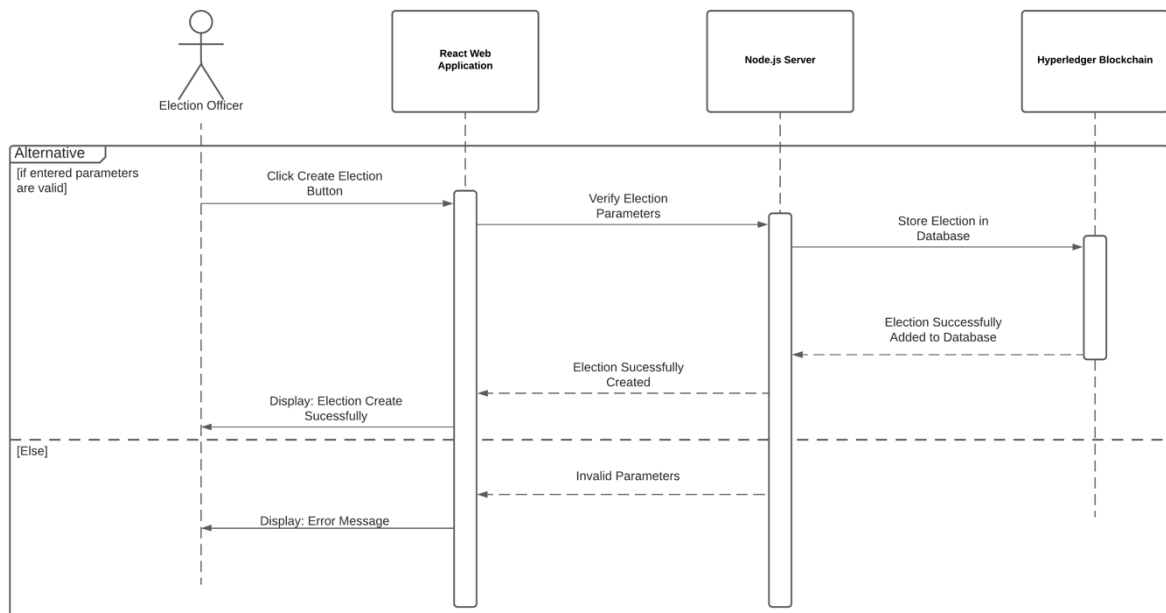 Election Officer
React Web
Application
Node.js Server
Hyperledger Blockchain
Alternative
[if entered parameters
are valid]
Click Create Election
Button
Verify Election
Parameters
Store Election in
Database
Election Successfully
Added to Database
Election Sucessfully
Created
Display: Election Create
Sucessfully
[Else]
Invalid Parameters
Display: Error Message